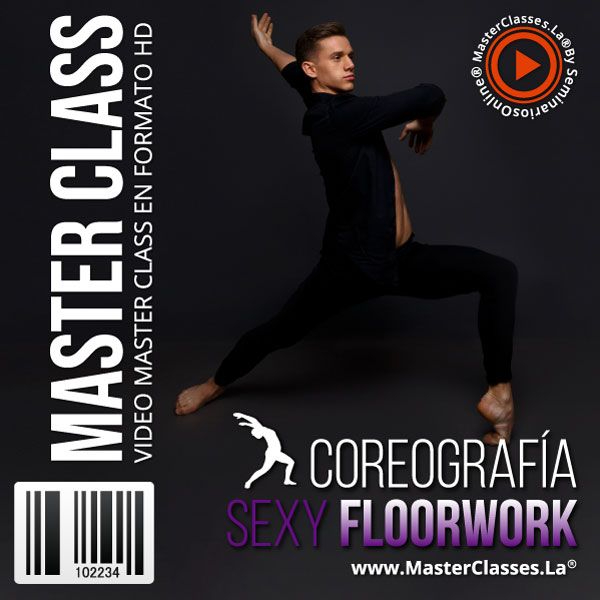 MASTER CLASS
VIDEO MASTER CLASS EN FORMATO HD
MasterClasses.La® By SeminariosOnline®
COREOGRAFÍA
SEXY FLOORWORK
www.MasterClasses.La®
102234